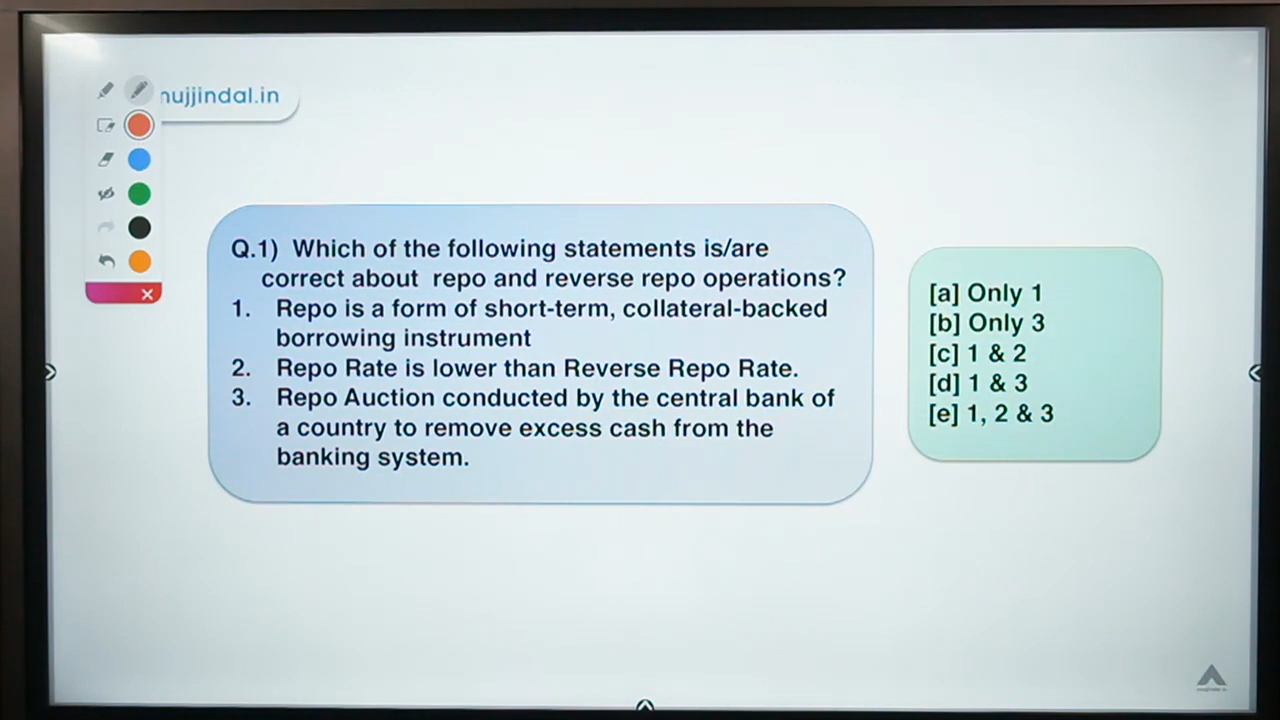 nujjindal.in
Q.1) Which of the following statements is/are
correct about repo and reverse repo operations?
1. Repo is a form of short-term, collateral-backed
borrowing instrument
2. Repo Rate is lower than Reverse Repo Rate.
3. Repo Auction conducted by the central bank of
a country to remove excess cash from the
banking system.
[a] Only 1
[b] Only 3
[c] 1 & 2
[d] 1 & 3
[e] 1, 2 & 3